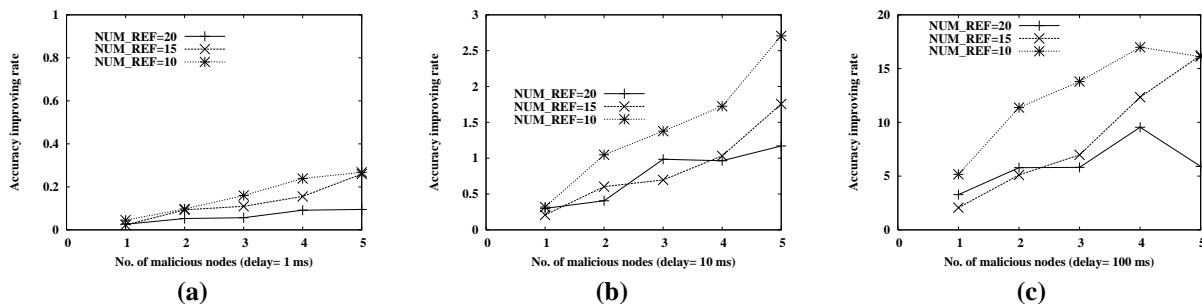 Accuracy improving rate
1
0.8
0.6
0.4
0.2
0
NUM_REF=20
NUM_REF=15
NUM_REF=10
0 1 2 3 4 5
No. of malicious nodes (delay= 1 ms)
(a)
Accuracy improving rate
3
2.5
2
1.5
1
0.5
0
NUM_REF=20
NUM_REF=15
NUM_REF=10
0 1 2 3 4 5
No. of malicious nodes (delay= 10 ms)
(b)
Accuracy improving rate
20
15
10
5
0
NUM_REF=20
NUM_REF=15
NUM_REF=10
0 1 2 3 4 5
No. of malicious nodes (delay= 100 ms)
(c)